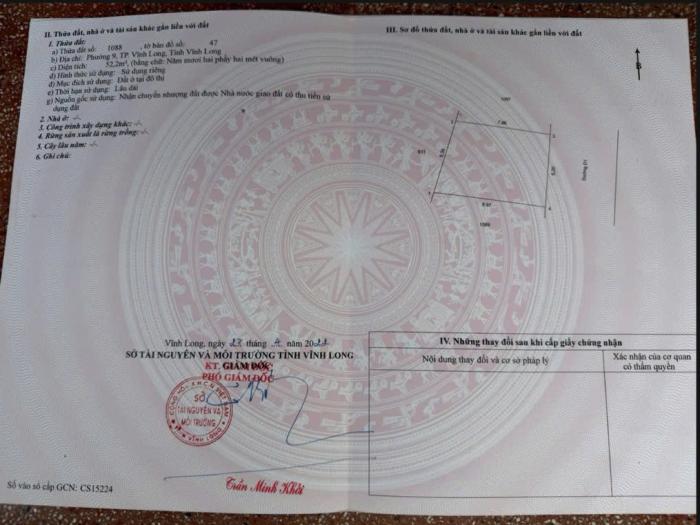 II. Thửa đất, nhà ở và tài sản khác gắn liền với đất
1. Thửa đất:
a) Thửa đất số: 1088 , tờ bản đồ số: 47
b) Địa chỉ: Phường 9, TP. Vĩnh Long, Tỉnh Vĩnh Long
c) Diện tích: 52,2m², (bằng chữ: Năm mươi hai phẩy hai mét vuông)
d) Hình thức sử dụng: Sử dụng riêng
đ) Mục đích sử dụng: Đất ở tại đô thị
e) Thời hạn sử dụng: Lâu dài
g) Nguồn gốc sử dụng: Nhận chuyển nhượng đất được Nhà nước giao đất có thu tiền sử
dụng đất
2. Nhà ở: -/-
3. Công trình xây dựng khác: -/-
4. Rừng sản xuất là rừng trồng: -/-
5. Cây lâu năm: -/-
6. Ghi chú:
III. Sơ đồ thửa đất, nhà ở và tài sản khác gắn liền với đất
B
Đường D1
Vĩnh Long, ngày tháng năm
SỞ TÀI NGUYÊN VÀ MÔI TRƯỜNG TỈNH VĨNH LONG
KT. GIÁM ĐỐC
PHÓ GIÁM ĐỐC
SỞ
TÀI NGUYÊN VÀ
MÔI TRƯỜNG
Trần Minh Khởi
Số vào sổ cấp GCN: CS15224
IV. Những thay đổi sau khi cấp giấy chứng nhận
Nội dung thay đổi và cơ sở pháp lý
Xác nhận của cơ quan
có thẩm quyền